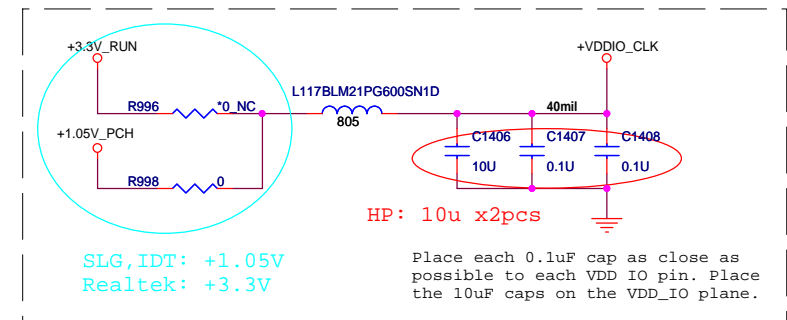 +3.3V_RUN
+VDDIO_CLK
L117BLM21PG600SN1D
R996
*0_NC
805
40mil
+1.05V_PCH
C1406
C1407
C1408
10U
0.1U
0.1U
R998
0
HP: 10u x2pcs
SLG,IDT: +1.05V
Realtek: +3.3V
Place each 0.1uF cap as close as
possible to each VDD IO pin. Place
the 10uF caps on the VDD_IO plane.